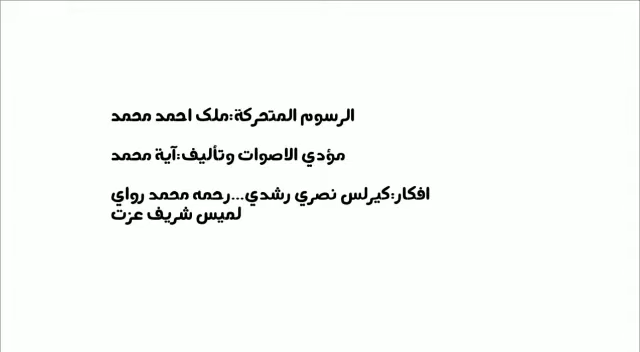 الرسوم المتحركة:ملك احمد محمد
مؤدي الاصوات وتأليف:آية محمد
افكار:كيرلس نصري رشدي...رحمه محمد رواي
لميس شريف عزت